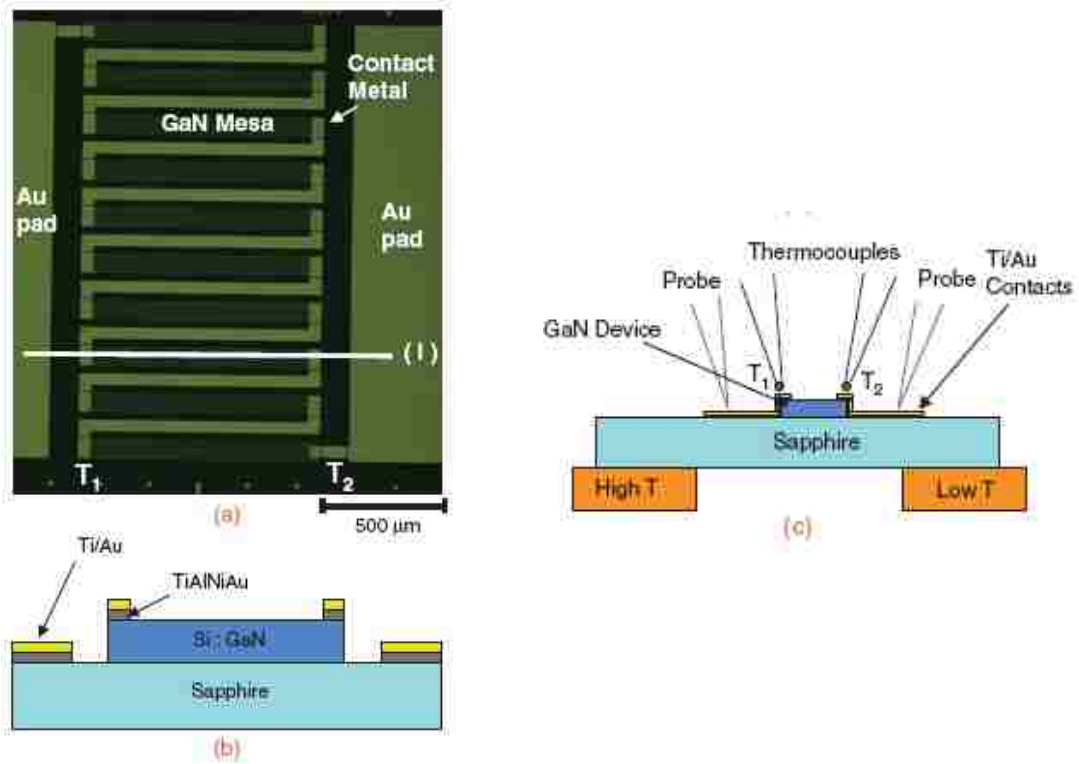 Contact
Metal
GaN Mesa
Au
pad
Au
pad
( I )
T1
T2
(a)
500 μm
Ti/Au
TiAlNiAu
Si : GaN
Sapphire
(b)
Thermocouples
Ti/Au
Contacts
Probe
Probe
GaN Device
T1
T2
Sapphire
High T
Low T
(c)